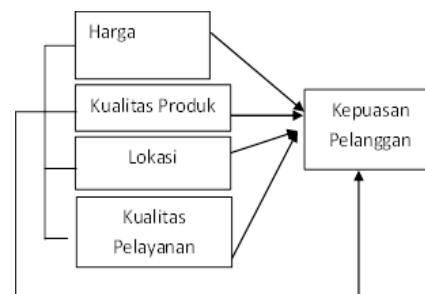 Harga
Kualitas Produk
Lokasi
Kualitas
Pelayanan
Kepuasan
Pelanggan